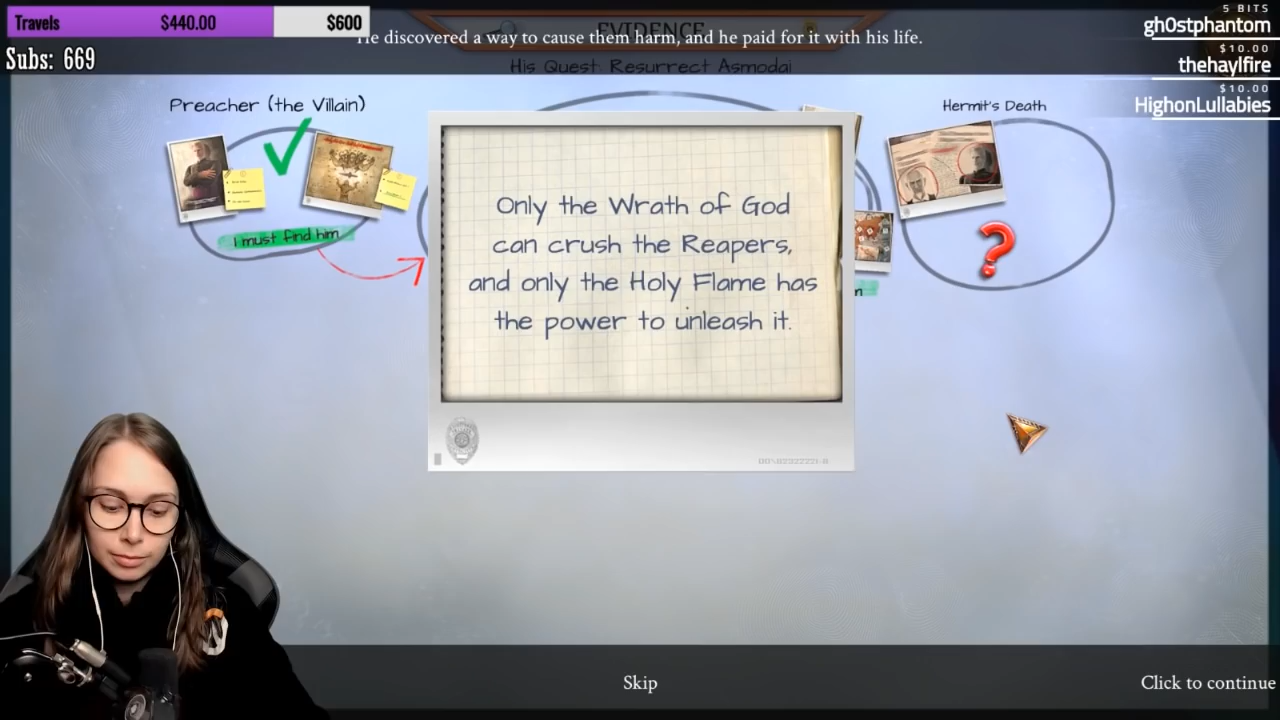 Travels $440.00 $600
Subs: 669
5 BITS
gh0stphantom
$10.00
thehaylfire
$10.00
HighonLullabies
EVIDENCE
He discovered a way to cause them harm, and he paid for it with his life.
His Quest: Resurrect Asmodai
Preacher (the Villain)
Hermit's Death
I must find him
Only the Wrath of God
can crush the Reapers,
and only the Holy Flame has
the power to unleash it.
?
Skip
Click to continue